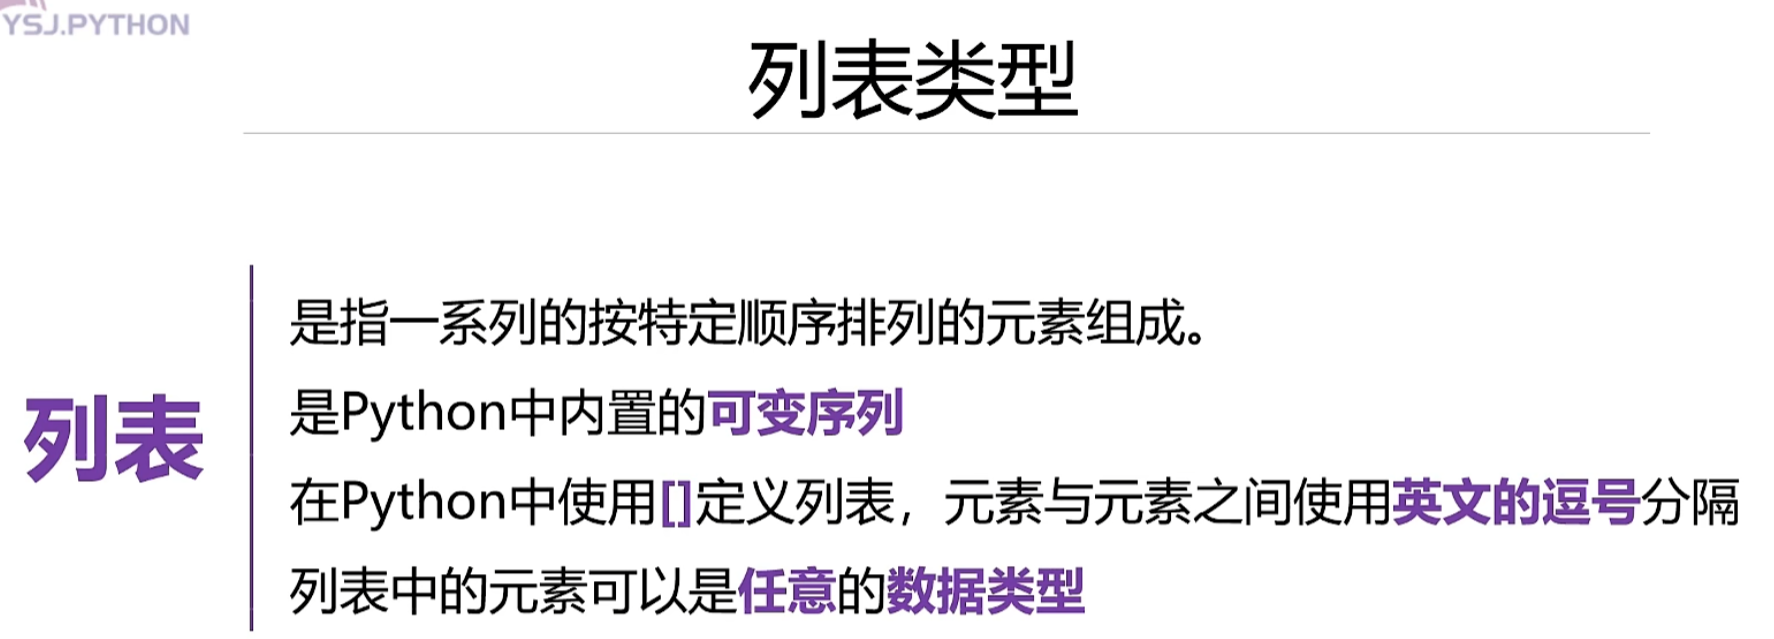 YSJ.PYTHON
列表类型
列表
是指一系列的按特定顺序排列的元素组成。
是Python中内置的可变序列
在Python中使用[]定义列表，元素与元素之间使用英文的逗号分隔
列表中的元素可以是任意的数据类型